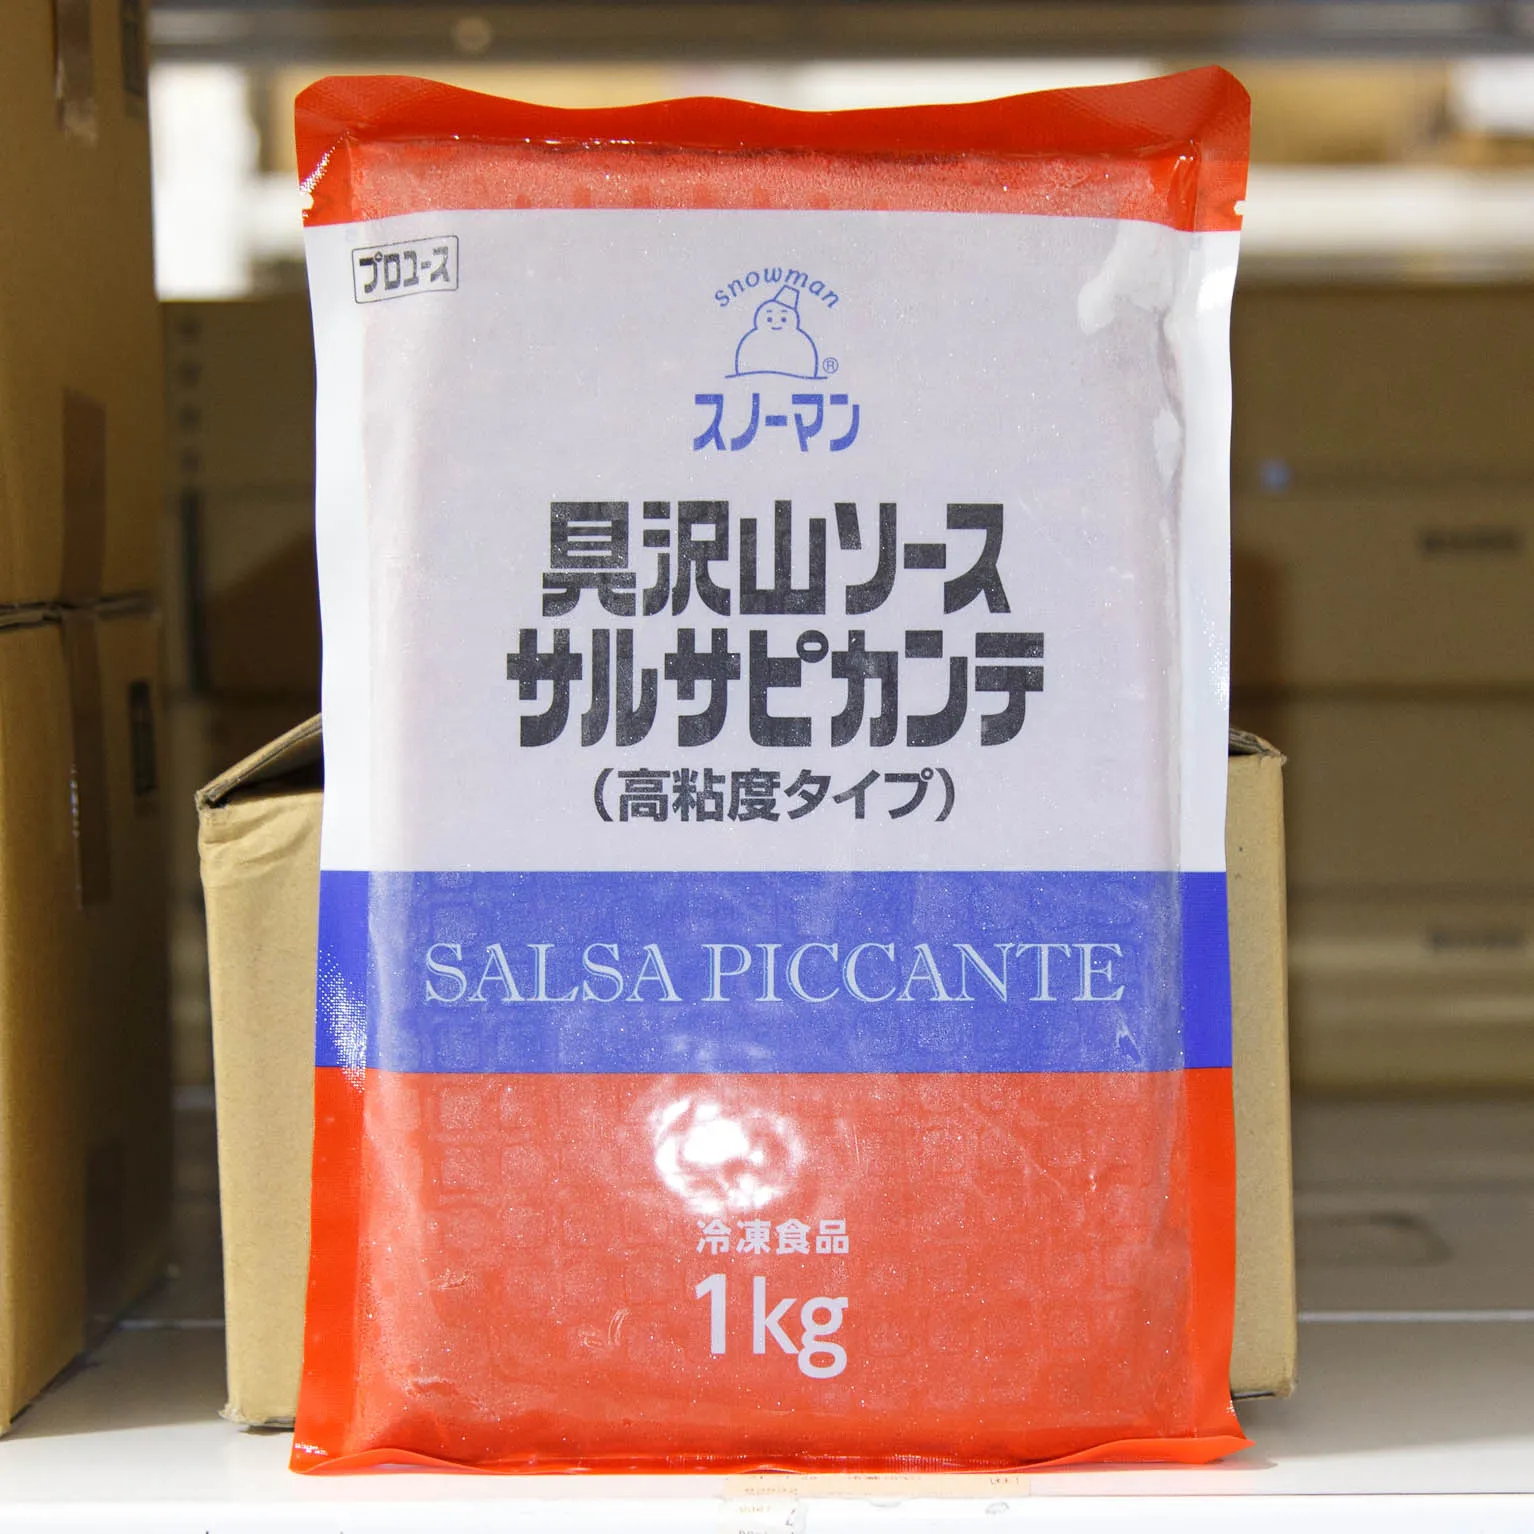 プロユース
snowman
®
スノーマン
具沢山ソース
サルサピカンテ
(高粘度タイプ)
SALSA PICCANTE
冷凍食品
1kg